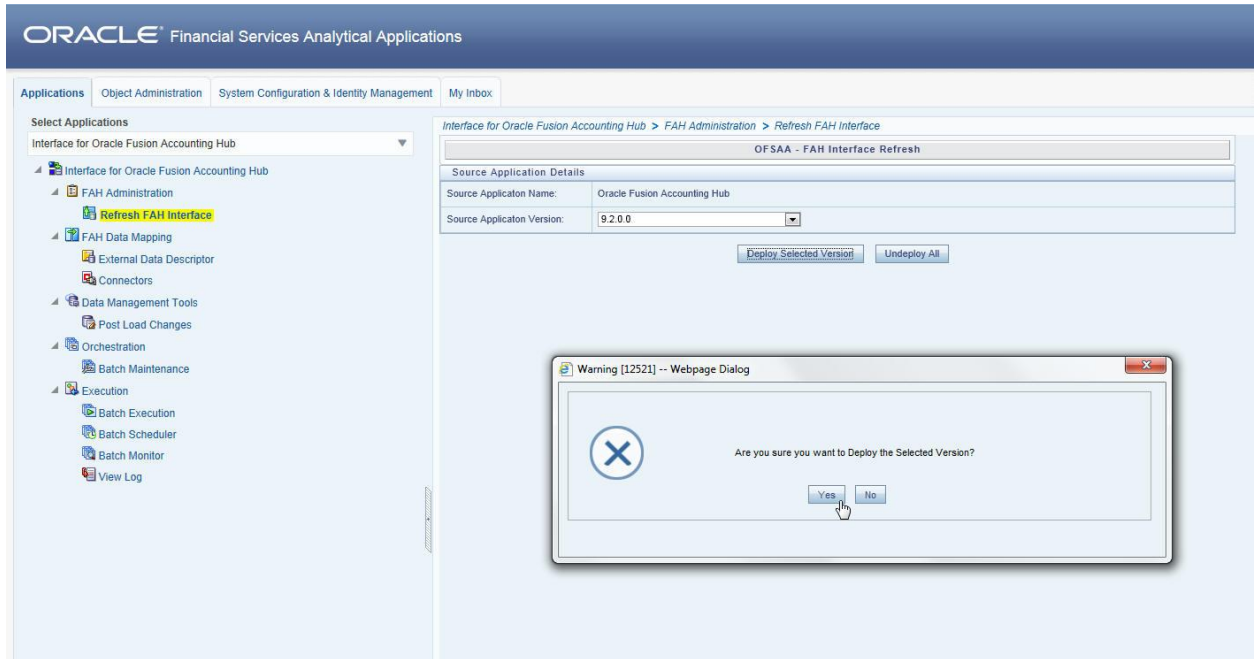 ORACLE® Financial Services Analytical Applications
Applications Object Administration System Configuration & Identity Management My Inbox
Select Applications
Interface for Oracle Fusion Accounting Hub
Interface for Oracle Fusion Accounting Hub
FAH Administration
Refresh FAH Interface
FAH Data Mapping
External Data Descriptor
Connectors
Data Management Tools
Post Load Changes
Orchestration
Batch Maintenance
Execution
Batch Execution
Batch Scheduler
Batch Monitor
View Log
Interface for Oracle Fusion Accounting Hub > FAH Administration > Refresh FAH Interface
OFSAA - FAH Interface Refresh
Source Application Details
Source Applicaton Name: Oracle Fusion Accounting Hub
Source Applicaton Version: 9.2.0.0
Deploy Selected Version Undeploy All
Warning [12521] -- Webpage Dialog
Are you sure you want to Deploy the Selected Version?
Yes No